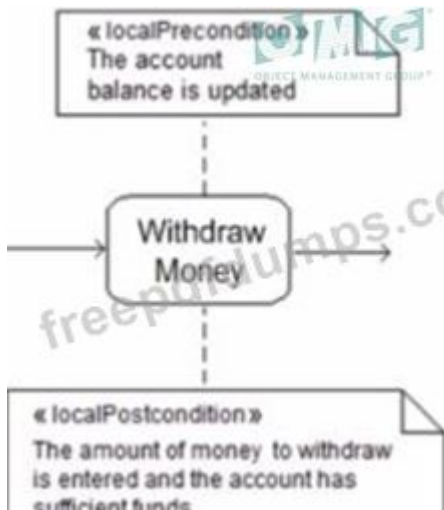 « localPrecondition »
The account
balance is updated
OMG
OBJECT MANAGEMENT GROUP®
Withdraw
Money
freepdfdumps.co
« localPostcondition »
The amount of money to withdraw
is entered and the account has
sufficient funds